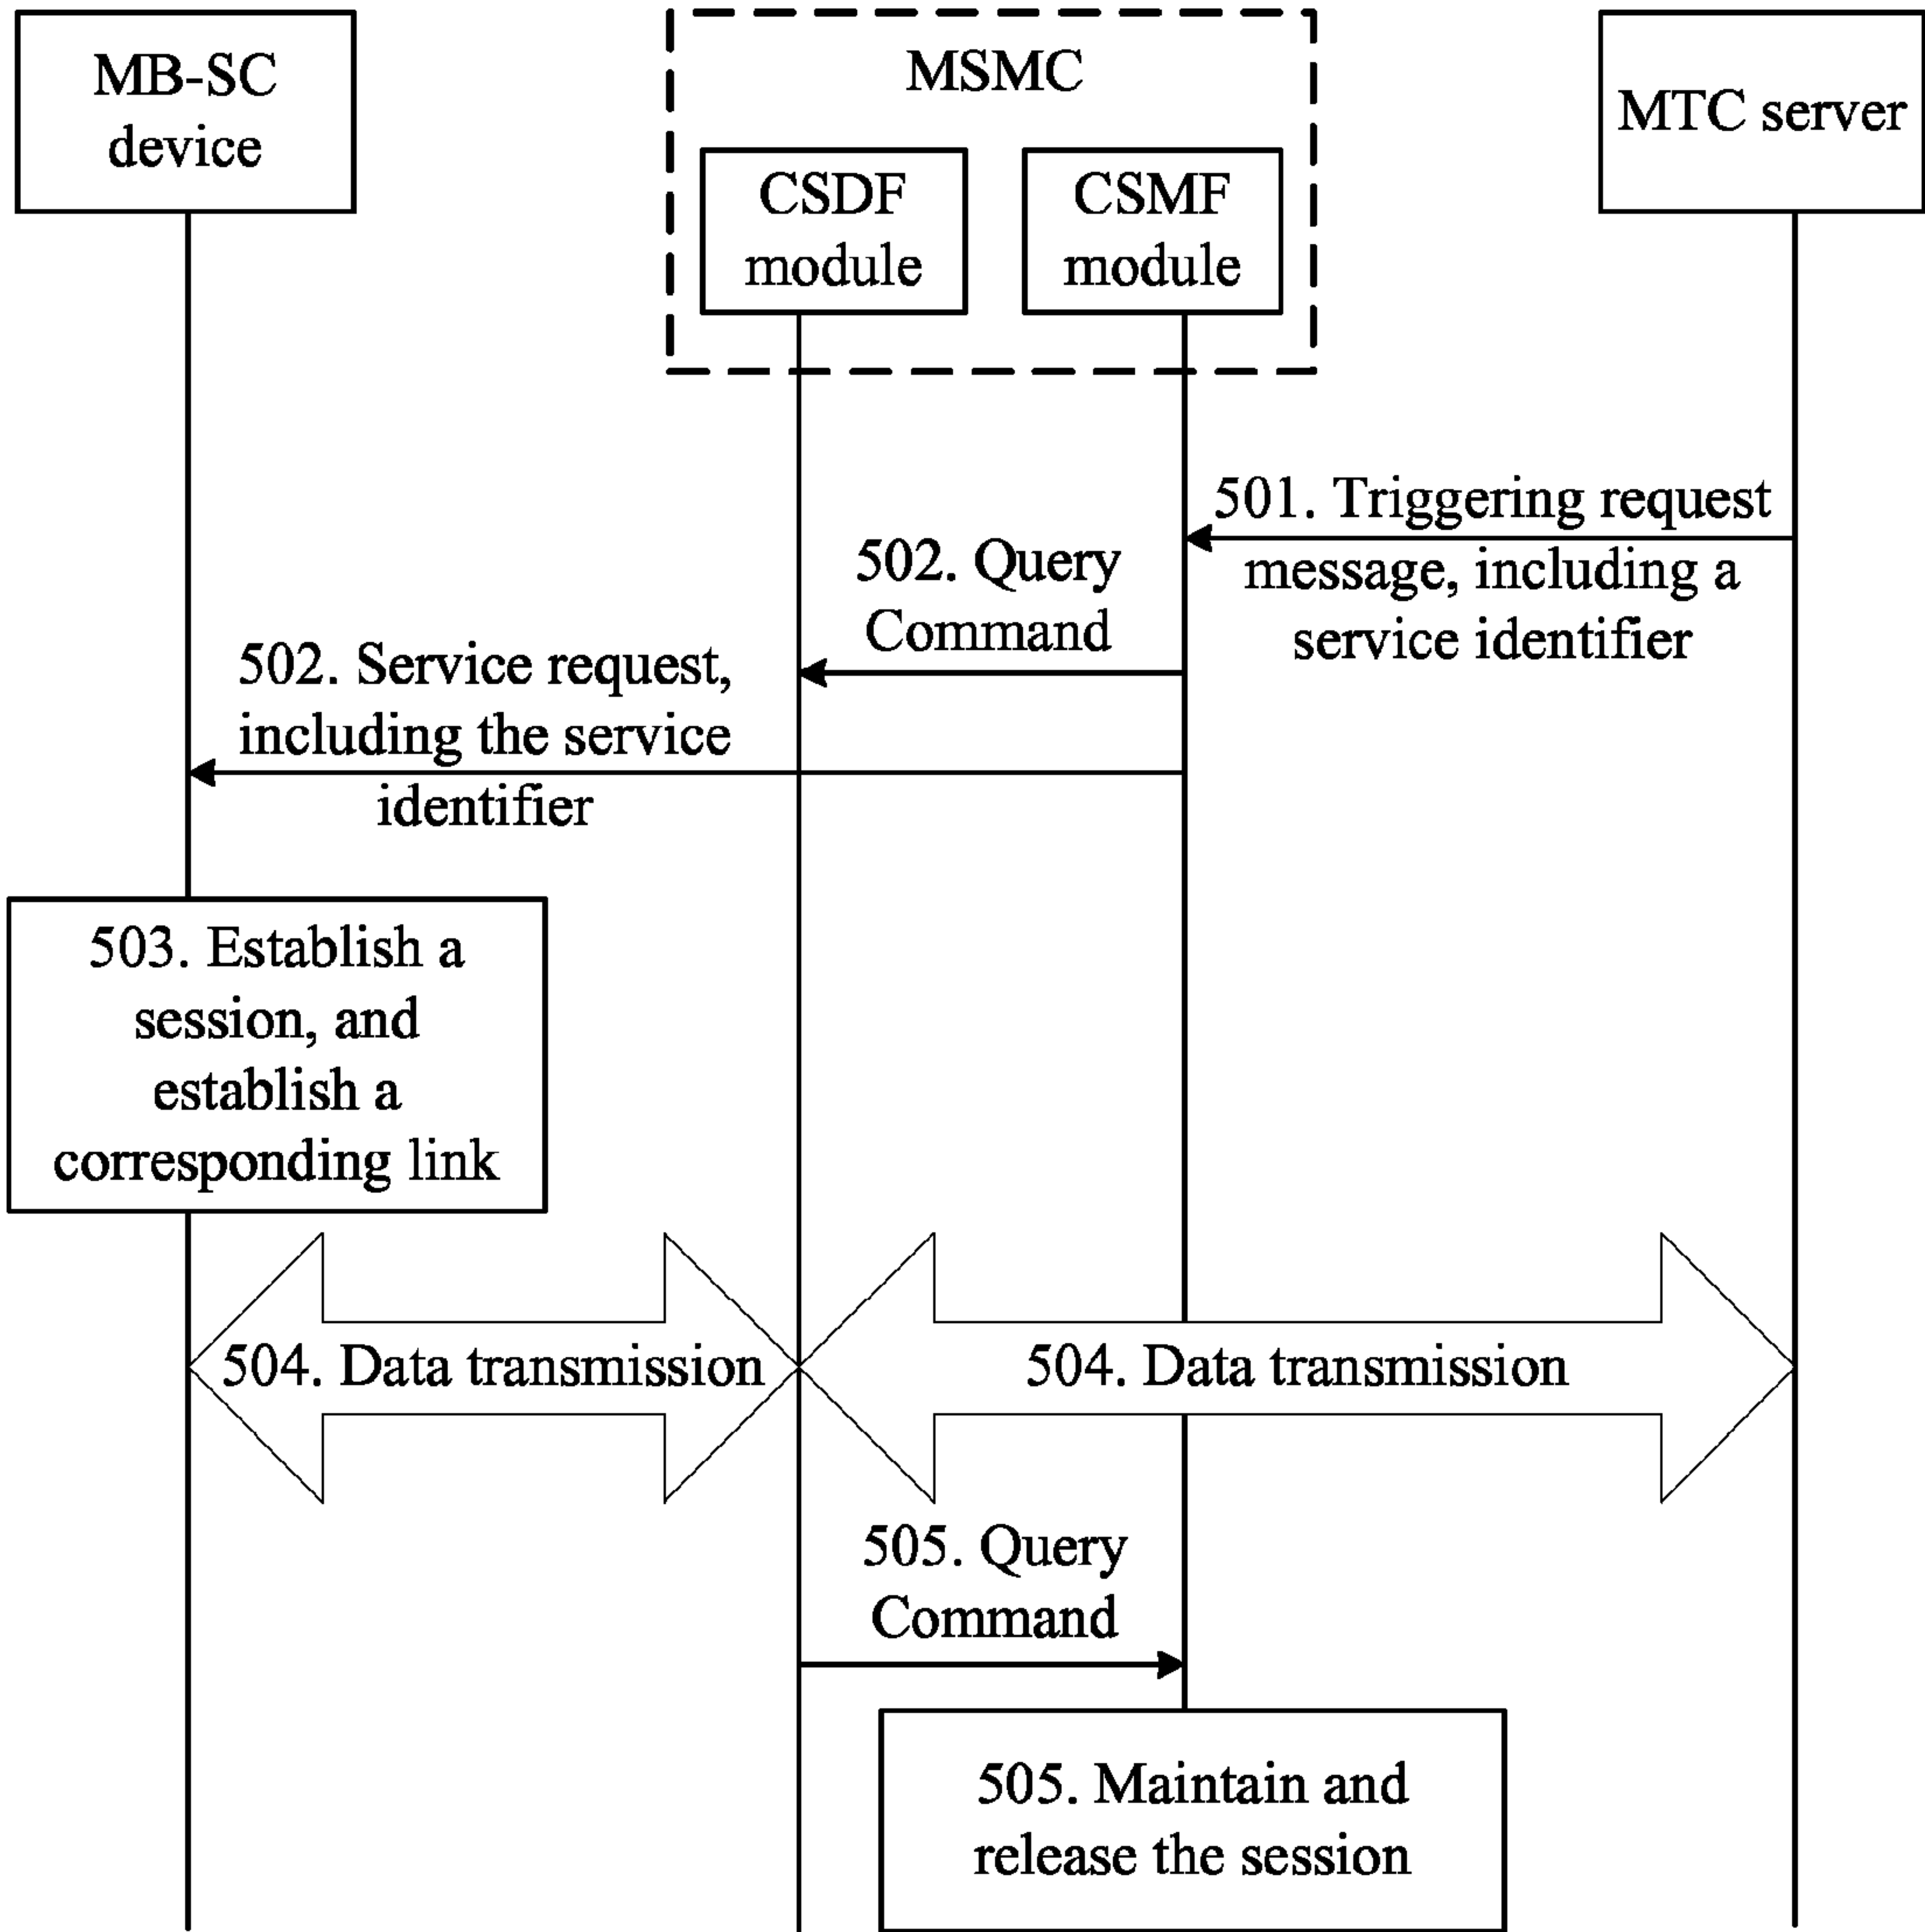 MB-SC
device
MSMC
CSDF
module
CSMF
module
MTC server
501. Triggering request
message, including a
service identifier
502. Query
Command
502. Service request,
including the service
identifier
503. Establish a
session, and
establish a
corresponding link
504. Data transmission
504. Data transmission
505. Query
Command
505. Maintain and
release the session